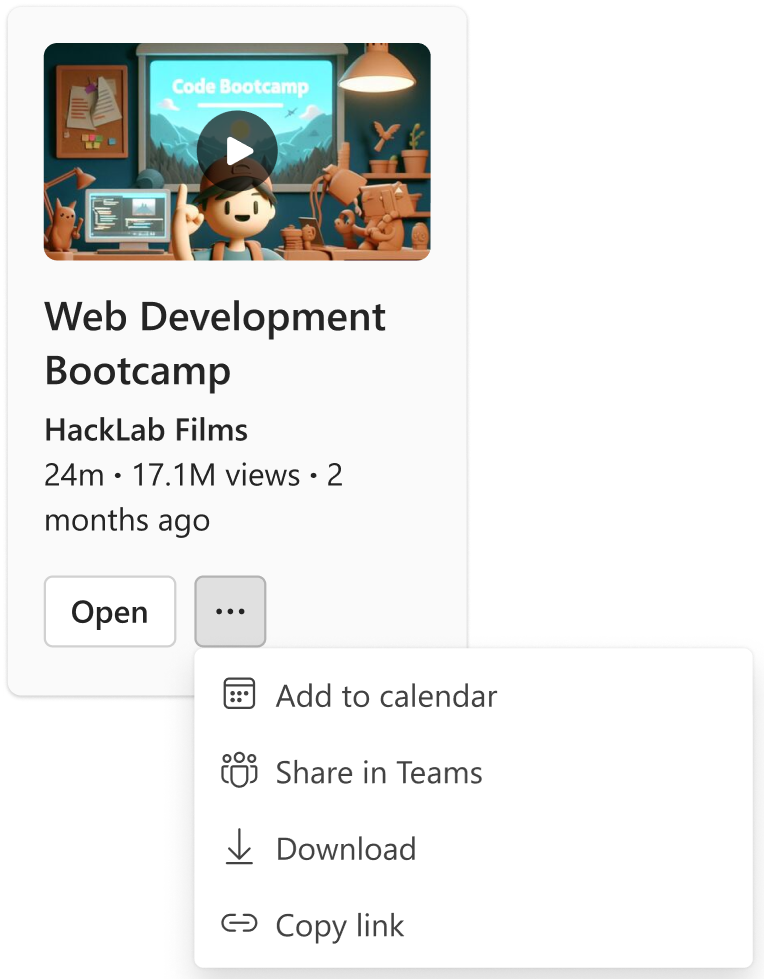 Code Bootcamp
Web Development
Bootcamp
HackLab Films
24m • 17.1M views • 2
months ago
Open
Add to calendar
Share in Teams
Download
Copy link